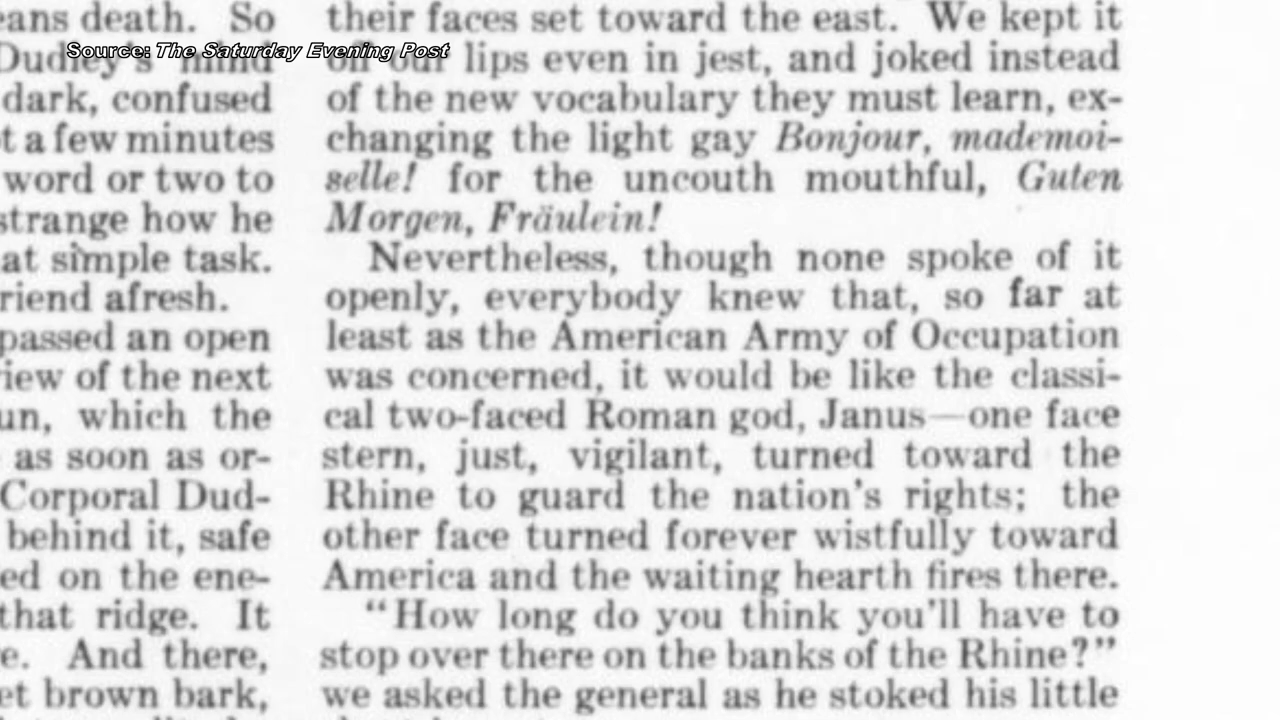 Source: The Saturday Evening Post
eans death. So
Dudley's mind
dark, confused
t a few minutes
word or two to
strange how he
at simple task.
riend afresh.
passed an open
iew of the next
un, which the
as soon as or-
Corporal Dud-
behind it, safe
ed on the ene-
that ridge. It
e. And there,
et brown bark,
their faces set toward the east. We kept it
off our lips even in jest, and joked instead
of the new vocabulary they must learn, ex-
changing the light gay Bonjour, mademoi-
selle! for the uncouth mouthful, Guten
Morgen, Fräulein!
Nevertheless, though none spoke of it
openly, everybody knew that, so far at
least as the American Army of Occupation
was concerned, it would be like the classi-
cal two-faced Roman god, Janus—one face
stern, just, vigilant, turned toward the
Rhine to guard the nation's rights; the
other face turned forever wistfully toward
America and the waiting hearth fires there.
"How long do you think you'll have to
stop over there on the banks of the Rhine?"
we asked the general as he stoked his little